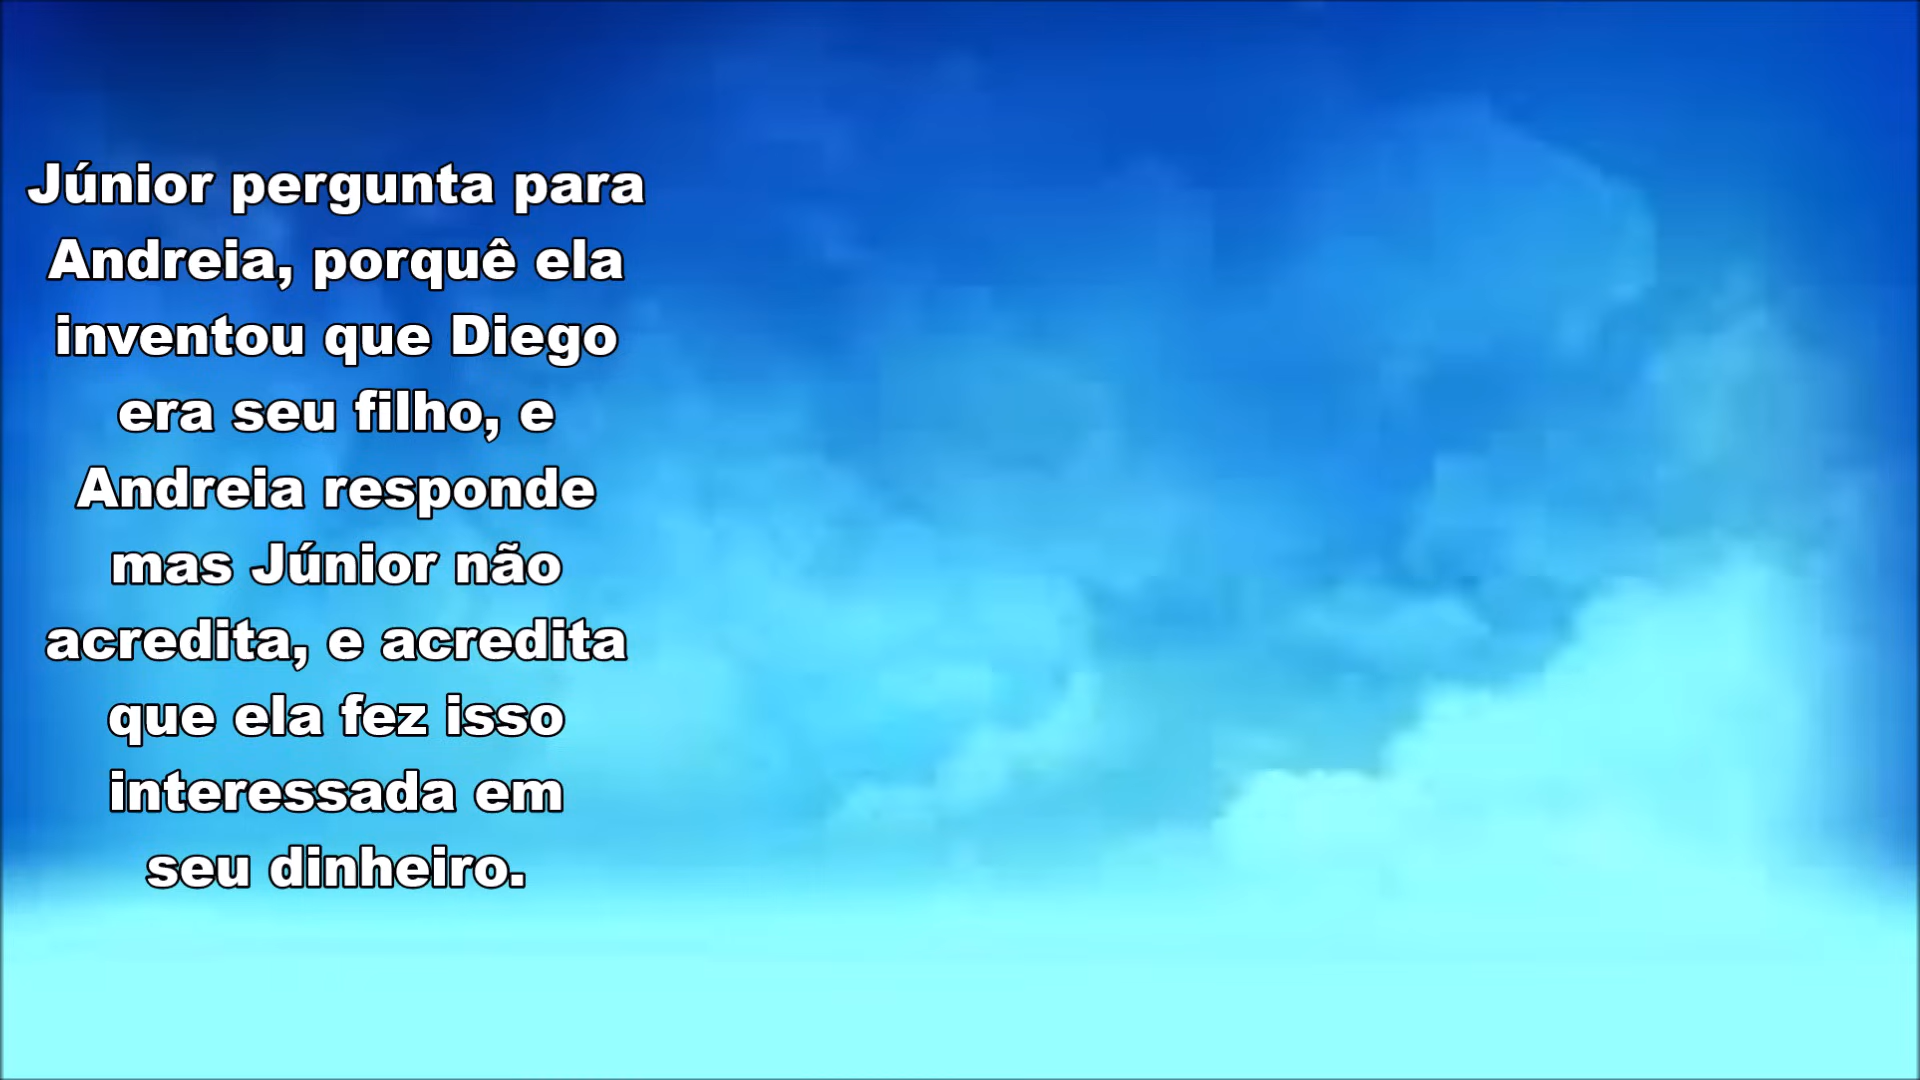 Júnior pergunta para
Andreia, porquê ela
inventou que Diego
era seu filho, e
Andreia responde
mas Júnior não
acredita, e acredita
que ela fez isso
interessada em
seu dinheiro.